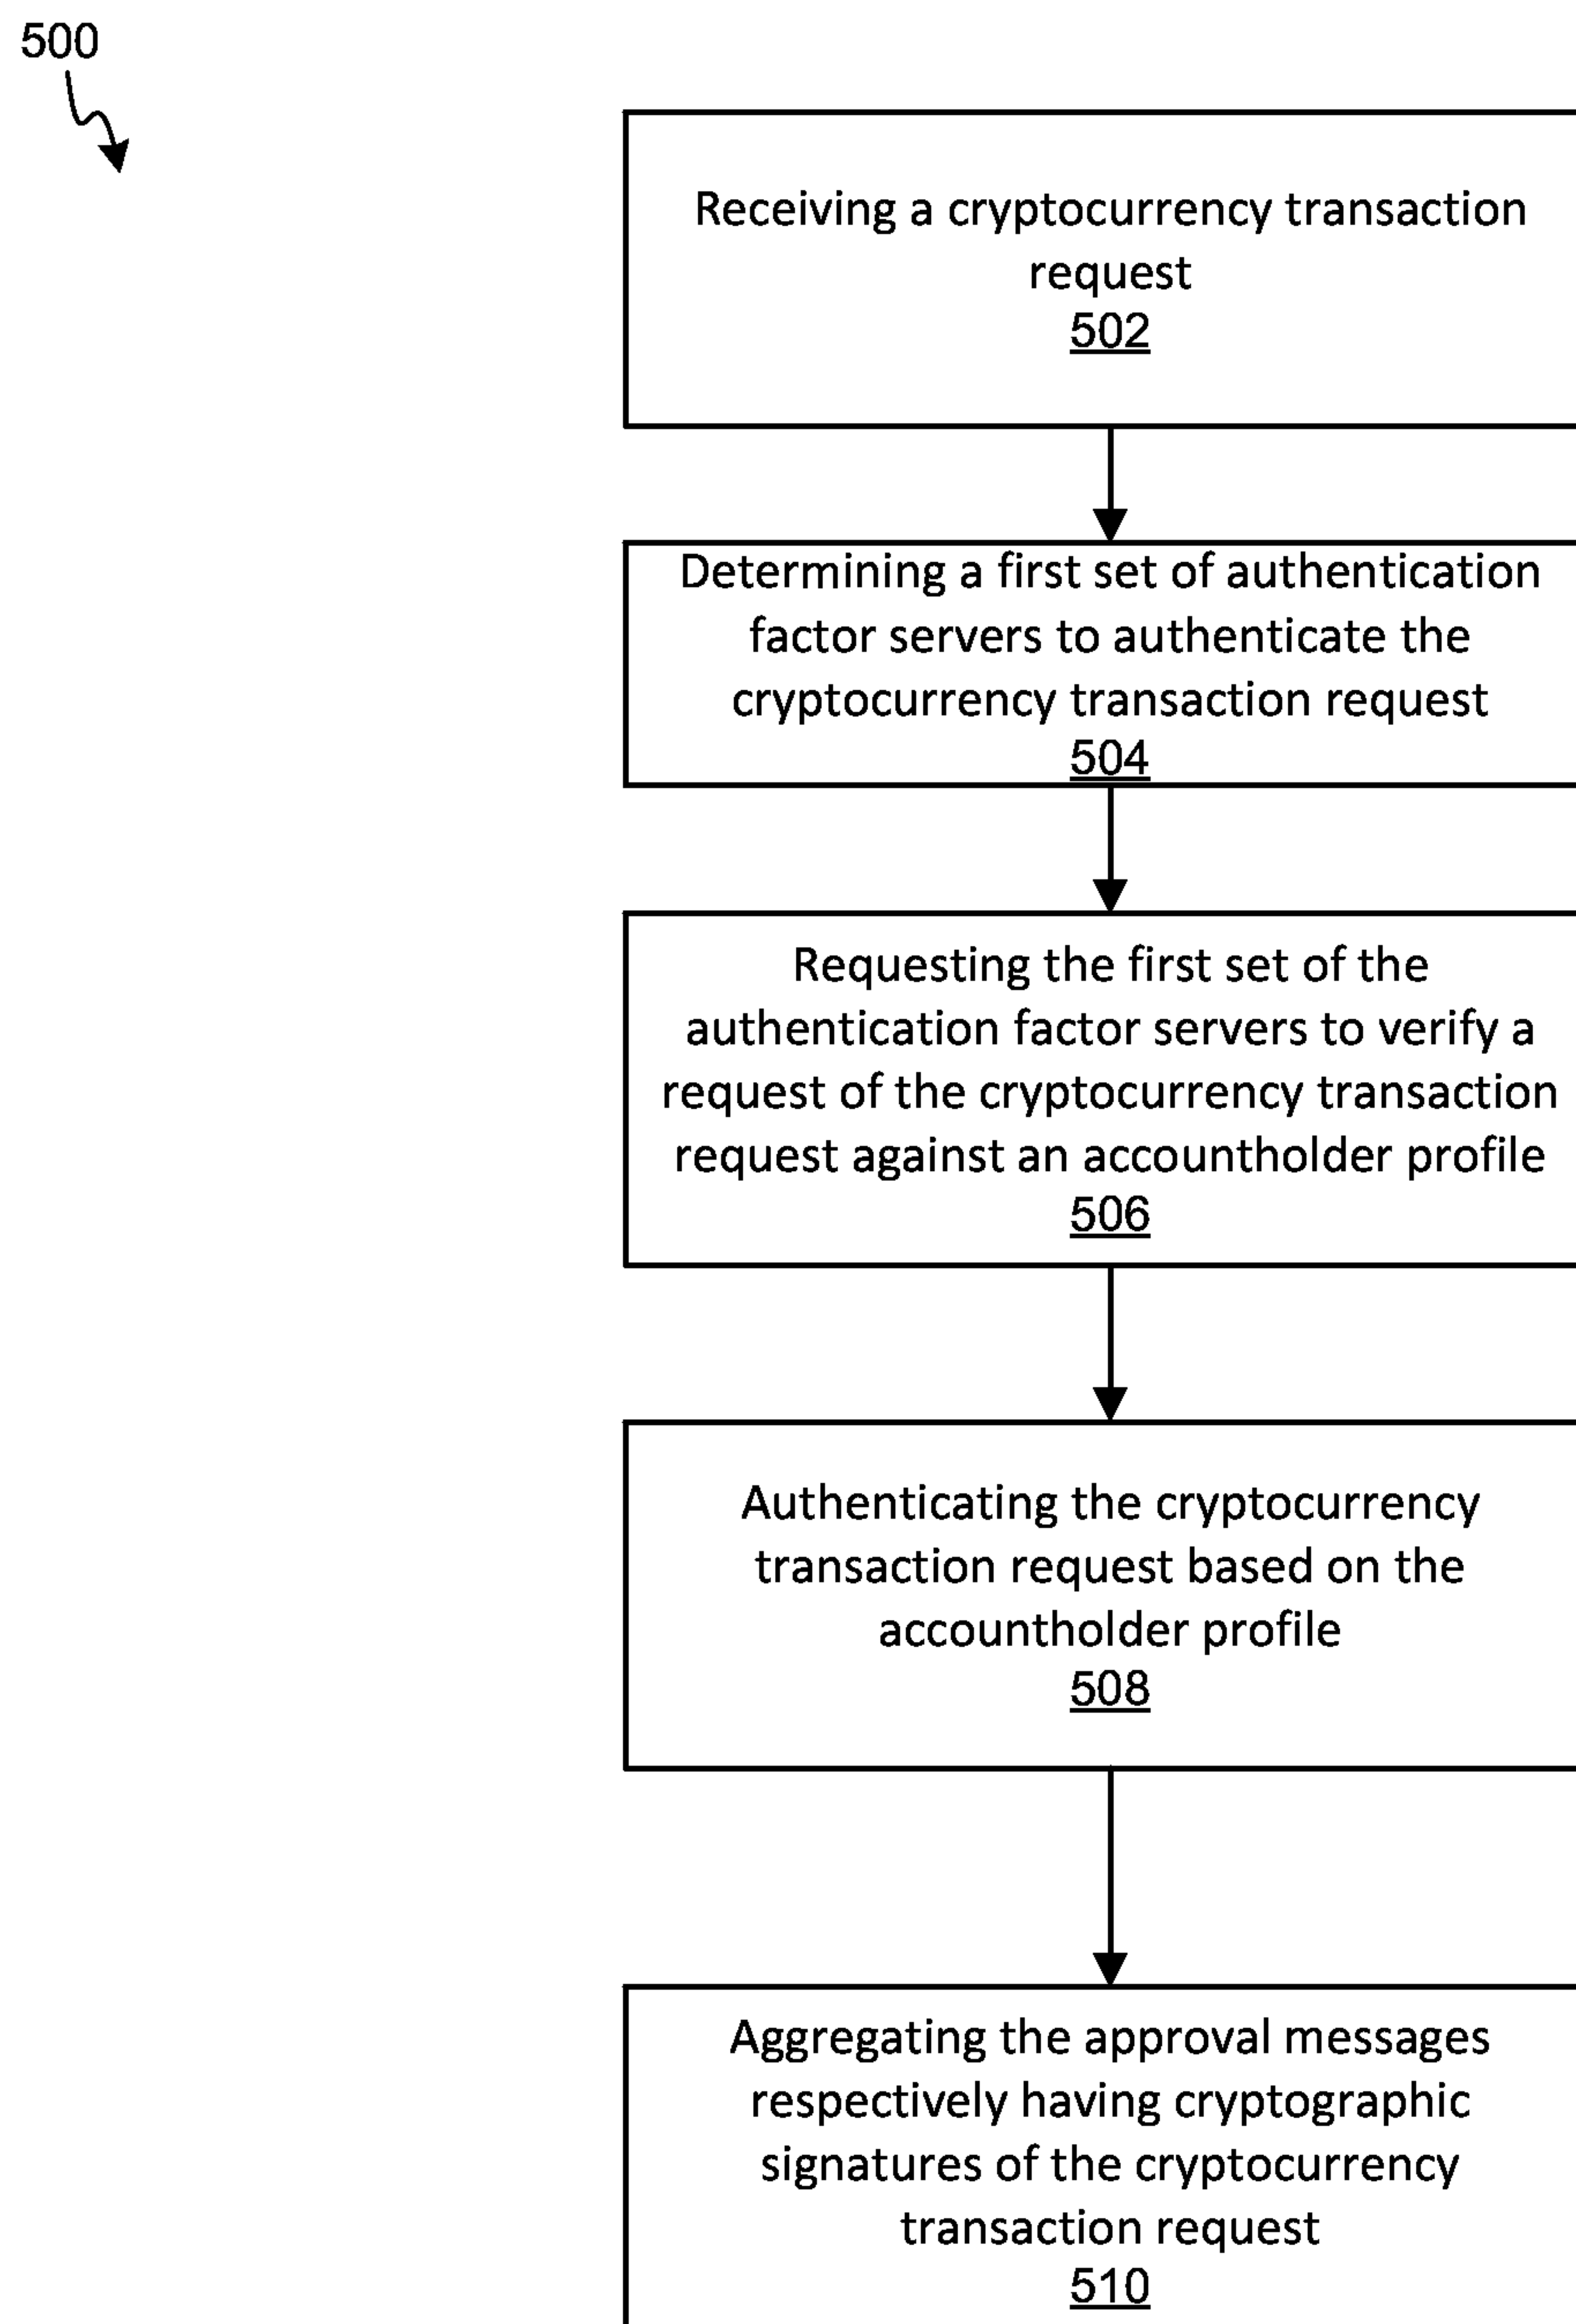 500
Receiving a cryptocurrency transaction
request
502
Determining a first set of authentication
factor servers to authenticate the
cryptocurrency transaction request
504
Requesting the first set of the
authentication factor servers to verify a
request of the cryptocurrency transaction
request against an accountholder profile
506
Authenticating the cryptocurrency
transaction request based on the
accountholder profile
508
Aggregating the approval messages
respectively having cryptographic
signatures of the cryptocurrency
transaction request
510